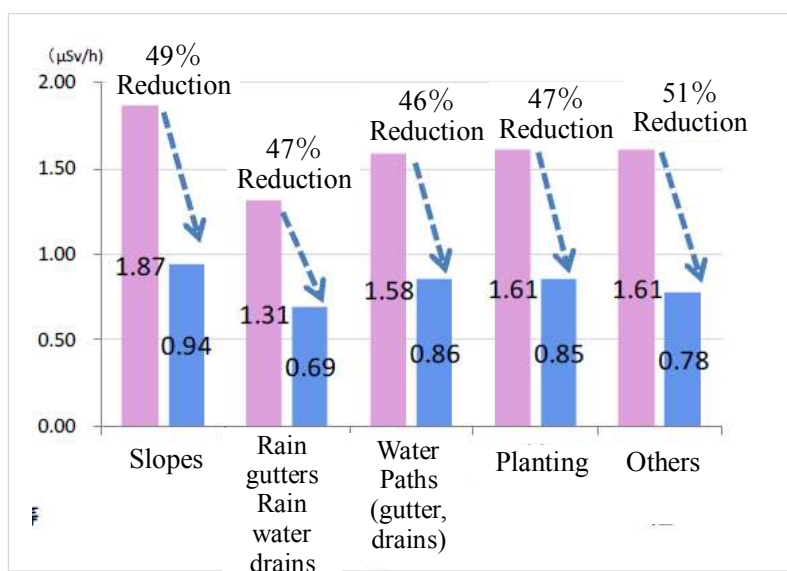 (μSv/h)
2.00
1.50
1.00
0.50
0.00
49%
Reduction
47%
Reduction
46%
Reduction
47%
Reduction
51%
Reduction
1.87
0.94
1.31
0.69
1.58
0.86
1.61
0.85
1.61
0.78
Slopes
Rain
gutters
Rain
water
drains
Water
Paths
(gutter,
drains)
Planting
Others